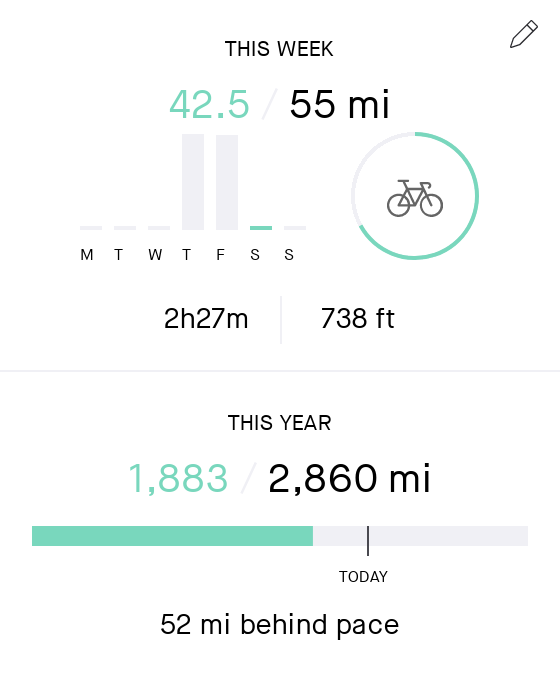 THIS WEEK
42.5 / 55 mi
M T W T F S S
2h27m 738 ft
THIS YEAR
1,883 / 2,860 mi
TODAY
52 mi behind pace